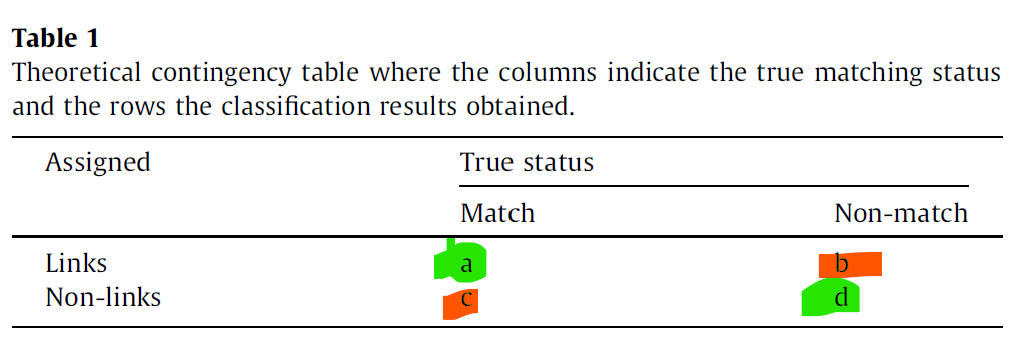 Table 1
Theoretical contingency table where the columns indicate the true matching status
and the rows the classification results obtained.
Assigned True status
Match Non-match
Links a b
Non-links c d